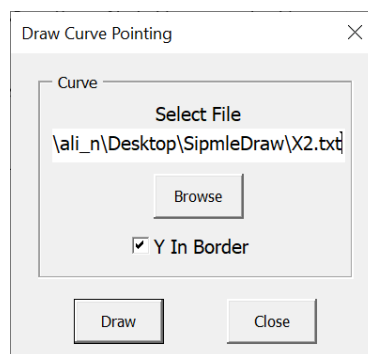 Draw Curve Pointing
Curve
Select File
\ali_n\Desktop\SipmleDraw\X2.txt
Browse
Y In Border
Draw Close